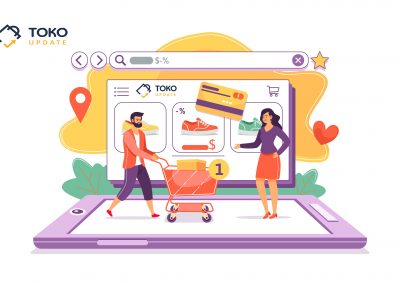 TOKO
UPDATE
$-%
TOKO
UPDATE
-%
$
1